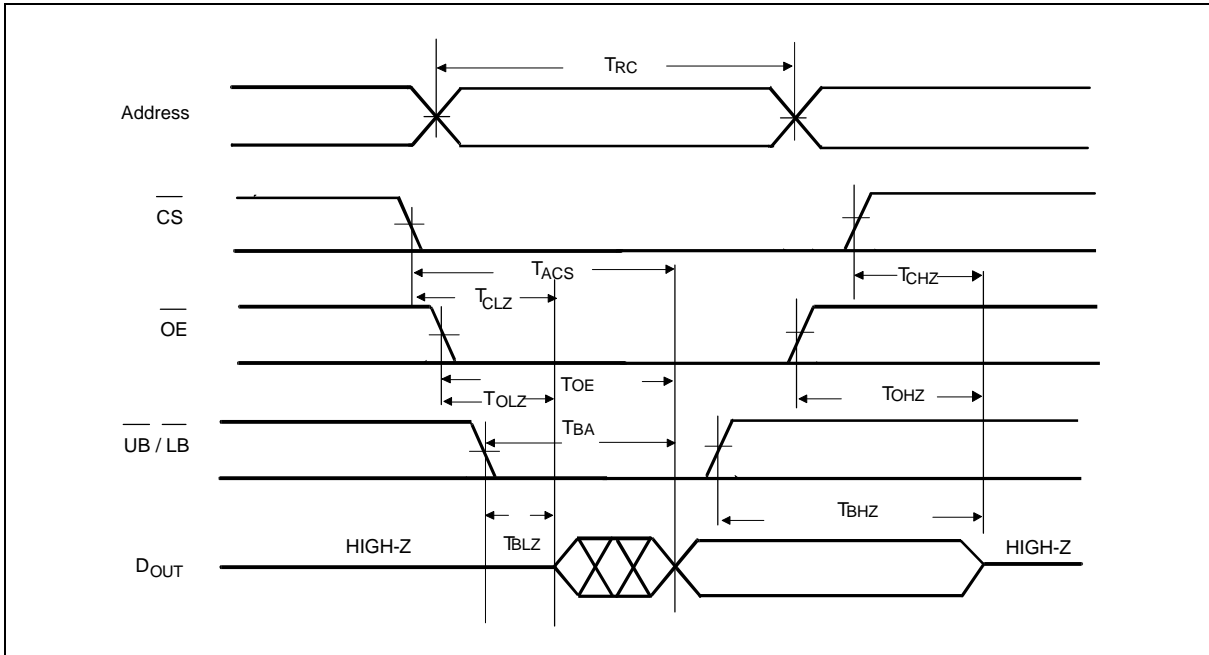 TRC
Address
CS
TACS
TCHZ
TCLZ
OE
TOE
TOLZ
TOHZ
TBA
UB / LB
TBHZ
TBLZ
HIGH-Z
HIGH-Z
DOUT